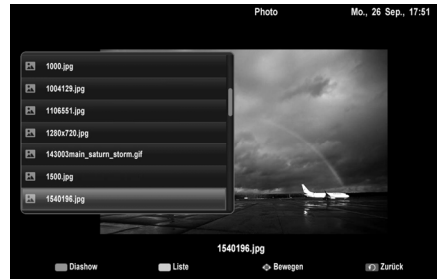 Photo Mo., 26 Sep., 17:51
1000.jpg
1004129.jpg
1106551.jpg
1280x720.jpg
143003main_saturn_storm.gif
1500.jpg
1540196.jpg
1540196.jpg
Diashow Liste Bewegen Zurück